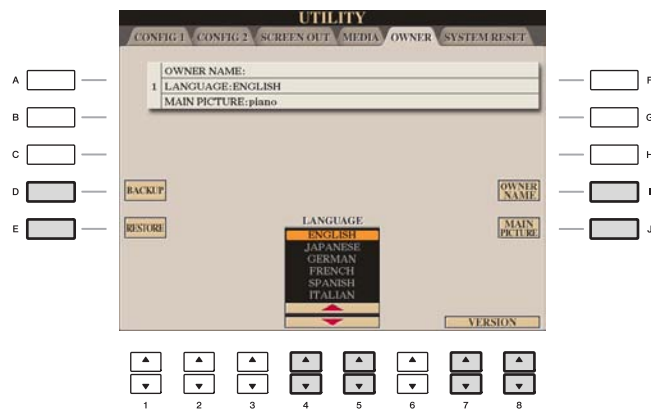 UTILITY
CONFIG 1 CONFIG 2 SCREEN OUT MEDIA OWNER SYSTEM RESET
OWNER NAME:
1 LANGUAGE:ENGLISH
MAIN PICTURE:piano
A
B
C
D
E
F
G
H
I
J
BACKUP
RESTORE
OWNER
NAME
MAIN
PICTURE
LANGUAGE
ENGLISH
JAPANESE
GERMAN
FRENCH
SPANISH
ITALIAN
VERSION
1 2 3 4 5 6 7 8